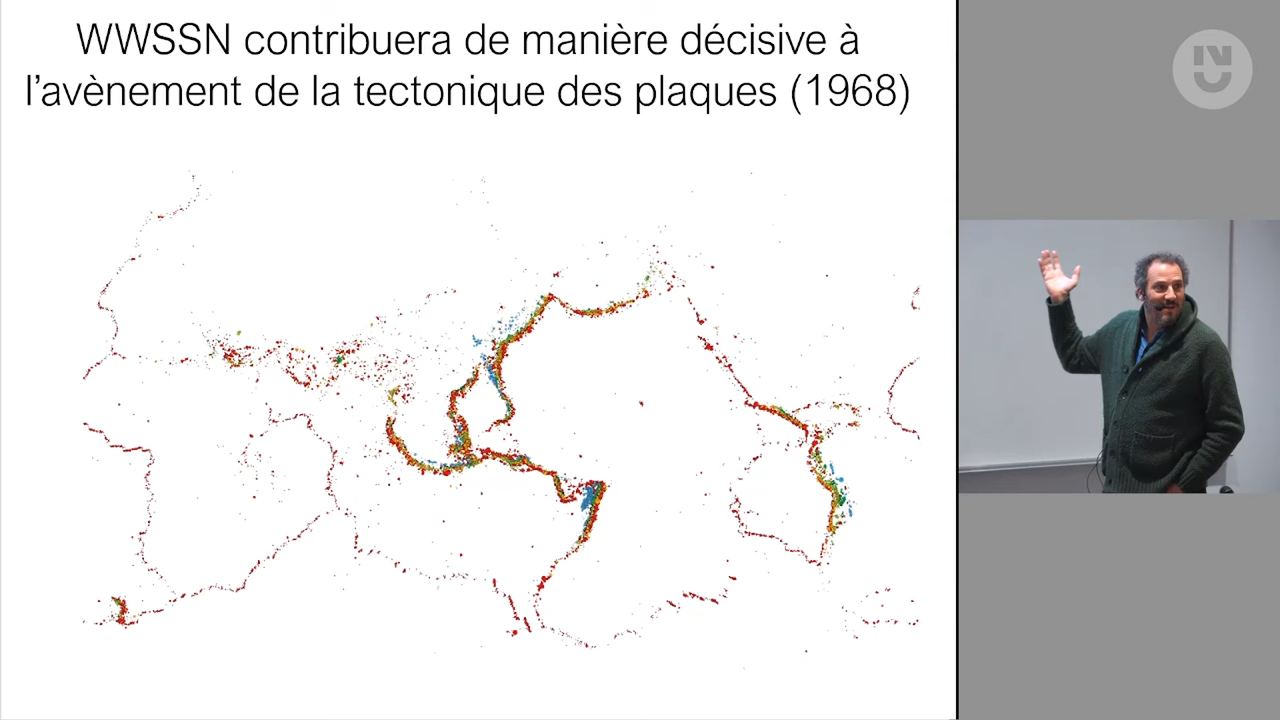 WWSSN contribuera de manière décisive à
l'avènement de la tectonique des plaques (1968)